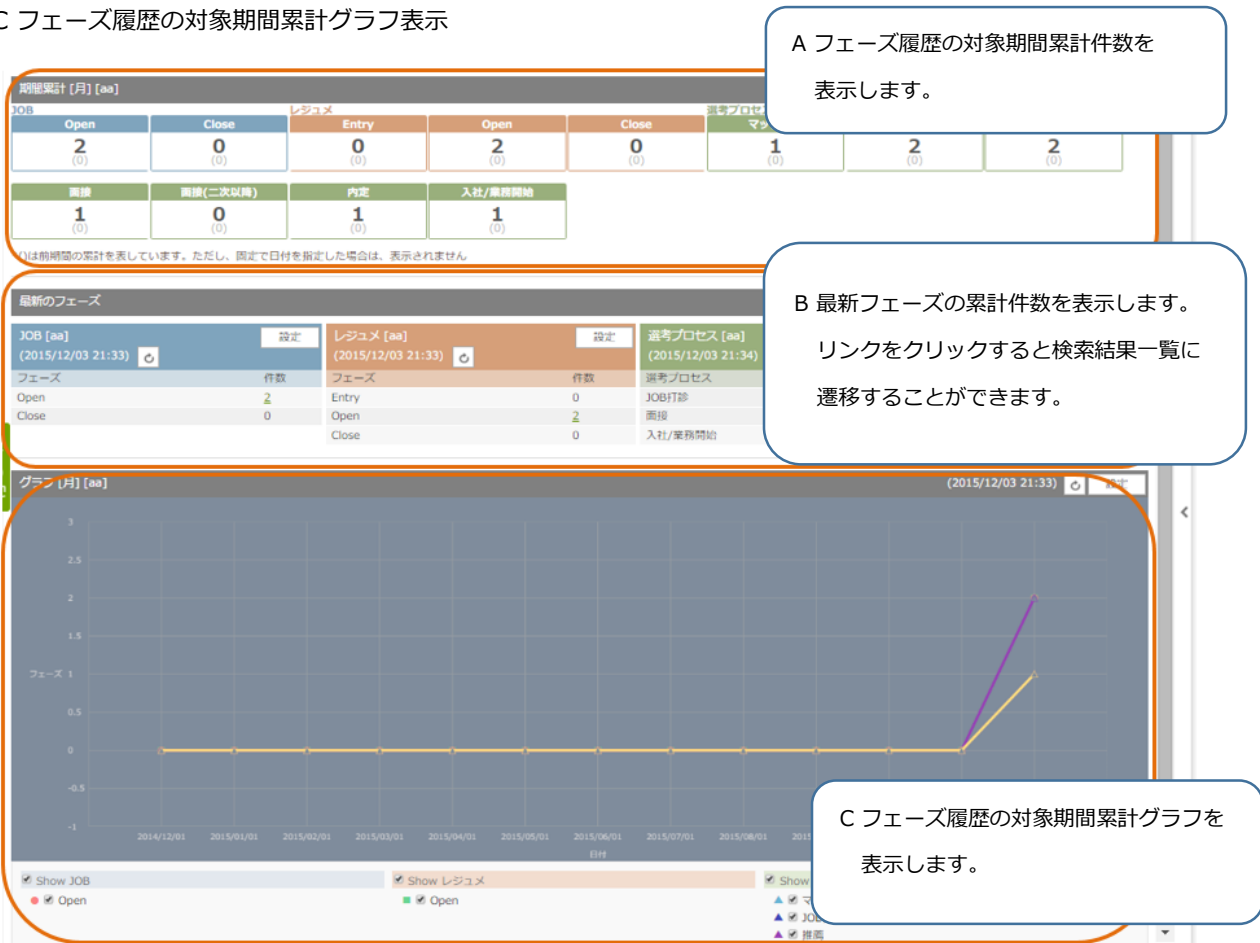 C フェーズ履歴の対象期間累計グラフ表示
A フェーズ履歴の対象期間累計件数を
表示します。
期間累計 [月] [aa]
JOB レジュメ 選考プロセス
Open Close Entry Open Close マッ
2 0 0 2 0 1 2 2
(0) (0) (0) (0) (0) (0) (0) (0)
面接 面接(二次以降) 内定 入社/業務開始
1 0 1 1
(0) (0) (0) (0)
()は前期間の累計を表しています。ただし、固定で日付を指定した場合は、表示されません
B 最新フェーズの累計件数を表示します。
リンクをクリックすると検索結果一覧に
遷移することができます。
最新のフェーズ
JOB [aa] 設定 レジュメ [aa] 設定 選考プロセス [aa]
(2015/12/03 21:33) (2015/12/03 21:33) (2015/12/03 21:34)
フェーズ 件数 フェーズ 件数 選考プロセス
Open 2 Entry 0 JOB打診
Close 0 Open 2 面接
Close 0 入社/業務開始
グラフ [月] [aa] (2015/12/03 21:33) 設定
3
2.5
2
1.5
フェーズ 1
0.5
0
-0.5
-1
2014/12/01 2015/01/01 2015/02/01 2015/03/01 2015/04/01 2015/05/01 2015/06/01 2015/07/01 2015/08/01 2015
日付
C フェーズ履歴の対象期間累計グラフを
表示します。
Show JOB Show レジュメ Show
Open Open マ
JOB
推薦